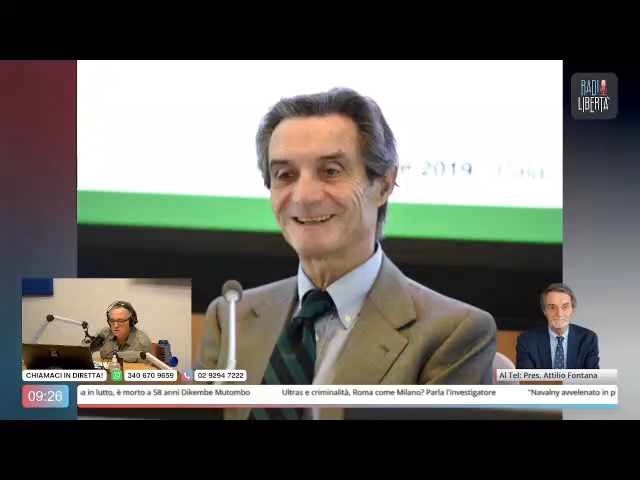 RADI
LIBERTÀ
2019
CHIAMACI IN DIRETTA!
340 670 9659
02 9294 7222
Al Tel: Pres. Attilio Fontana
09:26
a in lutto, è morto a 58 anni Dikembe Mutombo
Ultras e criminalità, Roma come Milano? Parla l'investigatore
"Navalny avvelenato in p